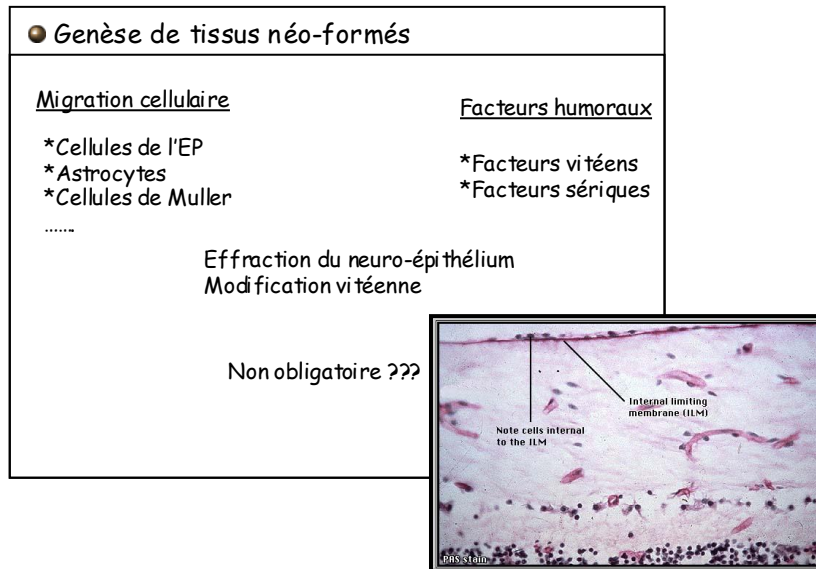 Genèse de tissus néo-formés
Migration cellulaire
*Cellules de l'EP
*Astrocytes
*Cellules de Muller
.......
Facteurs humoraux
*Facteurs vitéens
*Facteurs sériques
Effraction du neuro-épithélium
Modification vitéenne
Non obligatoire ???
Internal limiting
membrane (ILM)
Note cells internal
to the ILM
PAS stain